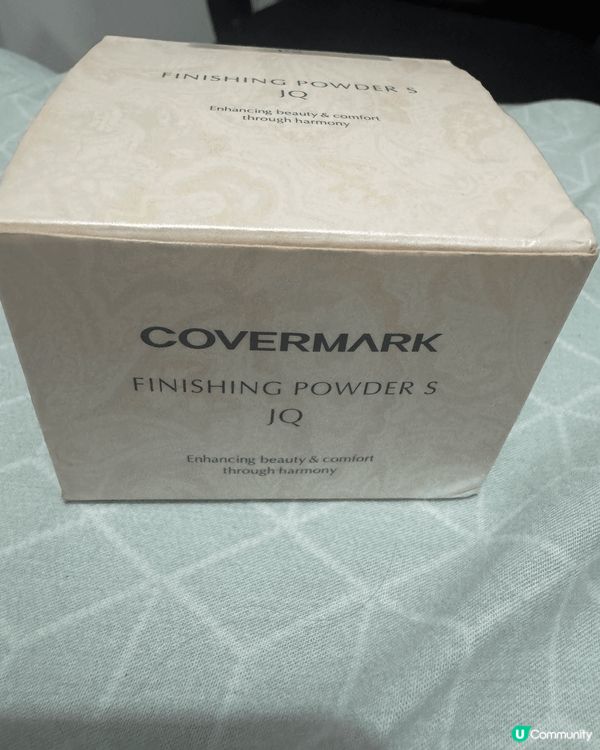 FINISHING POWDER S
JQ
Enhancing beauty & comfort
through harmony
COVERMARK
FINISHING POWDER S
JQ
Enhancing beauty & comfort
through harmony
U Community